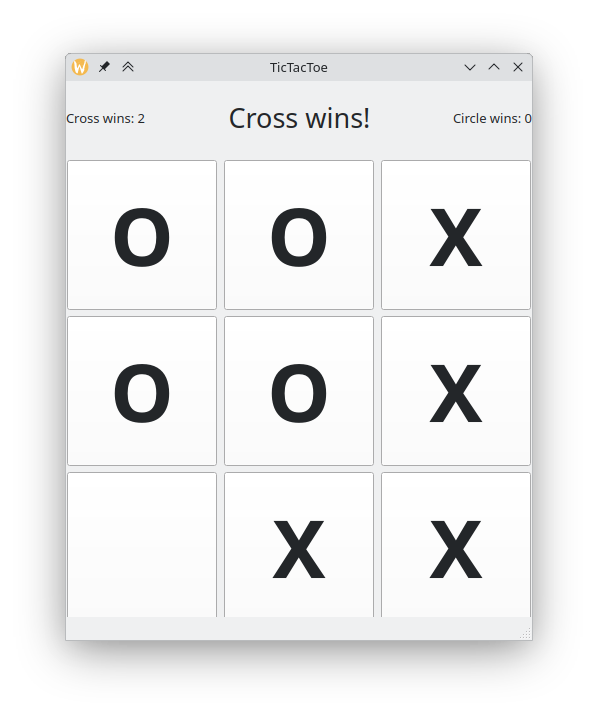 TicTacToe
Cross wins: 2 Cross wins! Circle wins: 0
O O X
O O X
X X